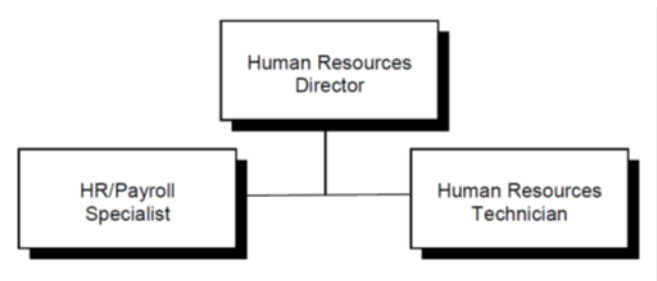 Human Resources
Director
HR/Payroll
Specialist
Human Resources
Technician